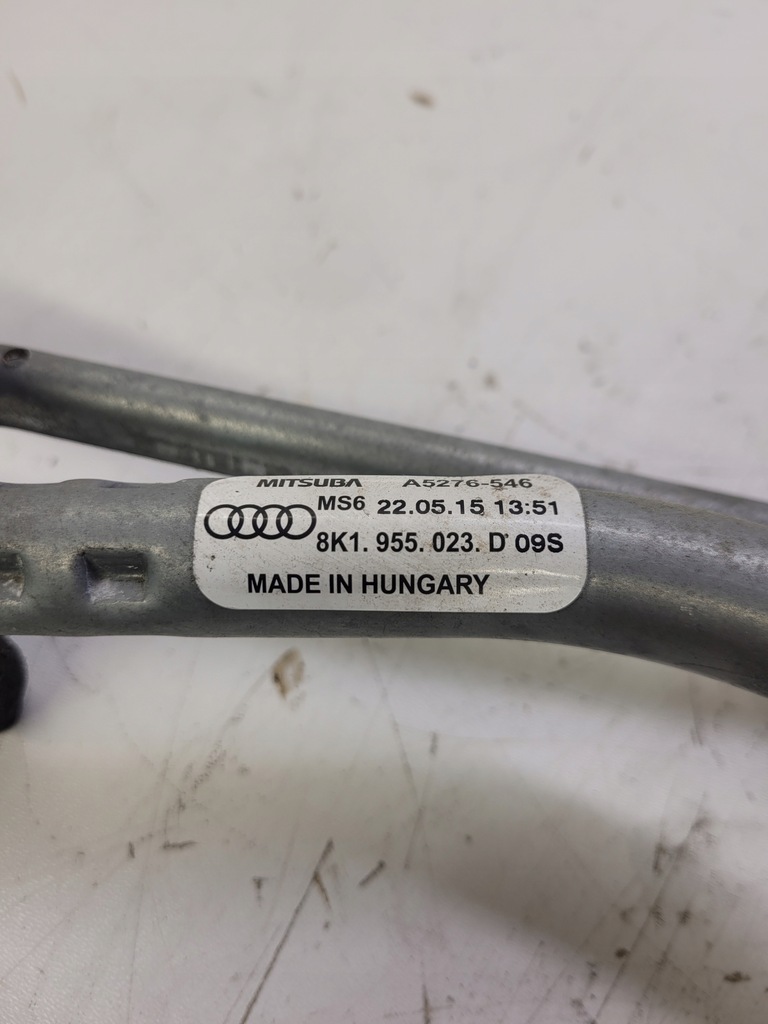 MITSUBA A5276-546
MS6 22.05.15 13:51
8K1. 955. 023. D 09S
MADE IN HUNGARY